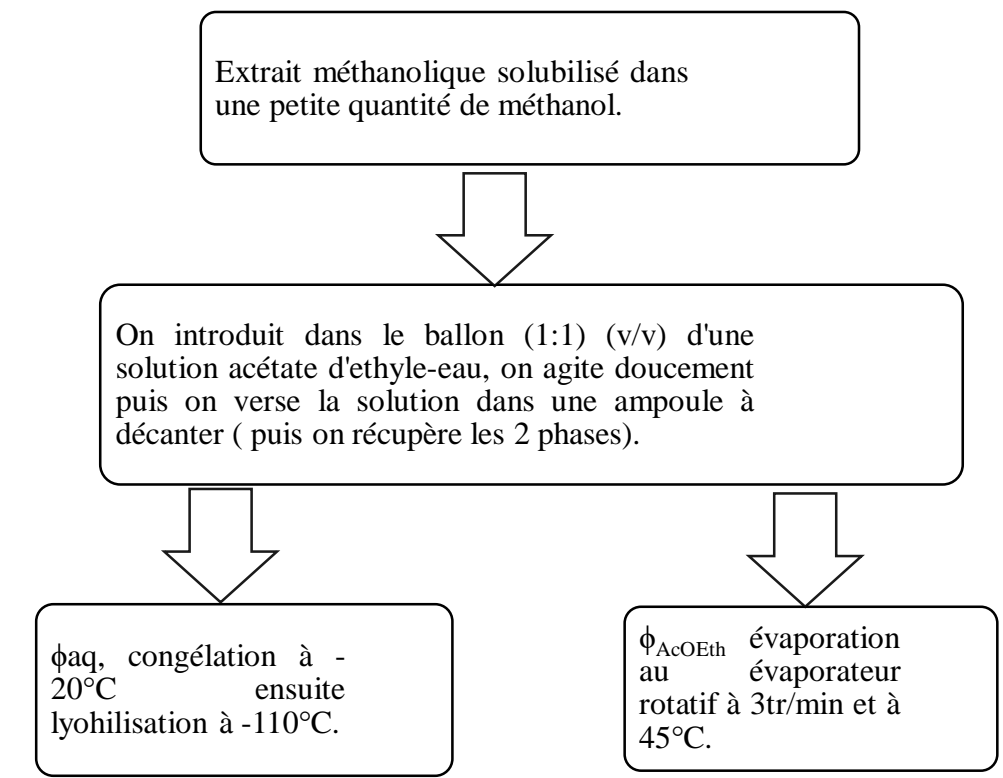 Extrait méthanolique solubilisé dans
une petite quantité de méthanol.
On introduit dans le ballon (1:1) (v/v) d'une
solution acétate d'ethyle-eau, on agite doucement
puis on verse la solution dans une ampoule à
décanter ( puis on récupère les 2 phases).
ϕaq, congélation à -
20°C ensuite
lyohilisation à -110°C.
ϕAcOEth évaporation
au évaporateur
rotatif à 3tr/min et à
45°C.